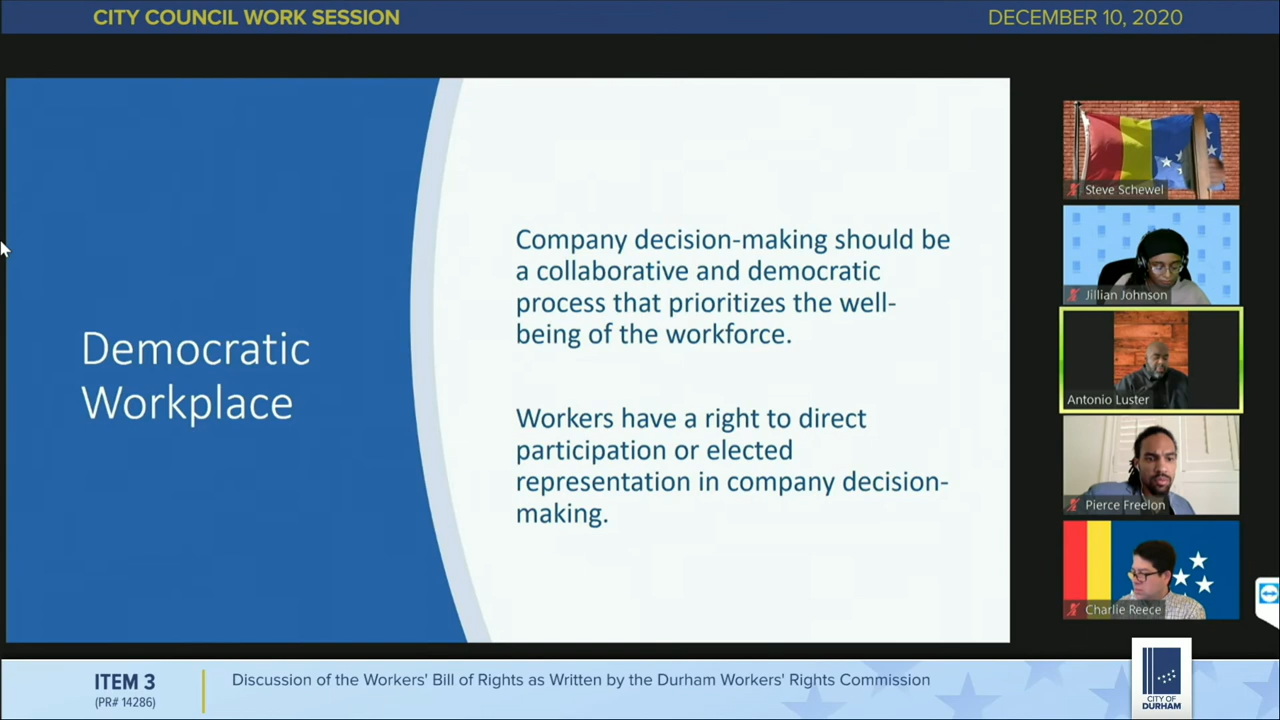 CITY COUNCIL WORK SESSION
DECEMBER 10, 2020
Democratic
Workplace
Company decision-making should be
a collaborative and democratic
process that prioritizes the well-
being of the workforce.
Workers have a right to direct
participation or elected
representation in company decision-
making.
Steve Schewel
Jillian Johnson
Antonio Luster
Pierce Freelon
Charlie Reece
ITEM 3
(PR# 14286)
Discussion of the Workers' Bill of Rights as Written by the Durham Workers' Rights Commission
CITY OF
DURHAM